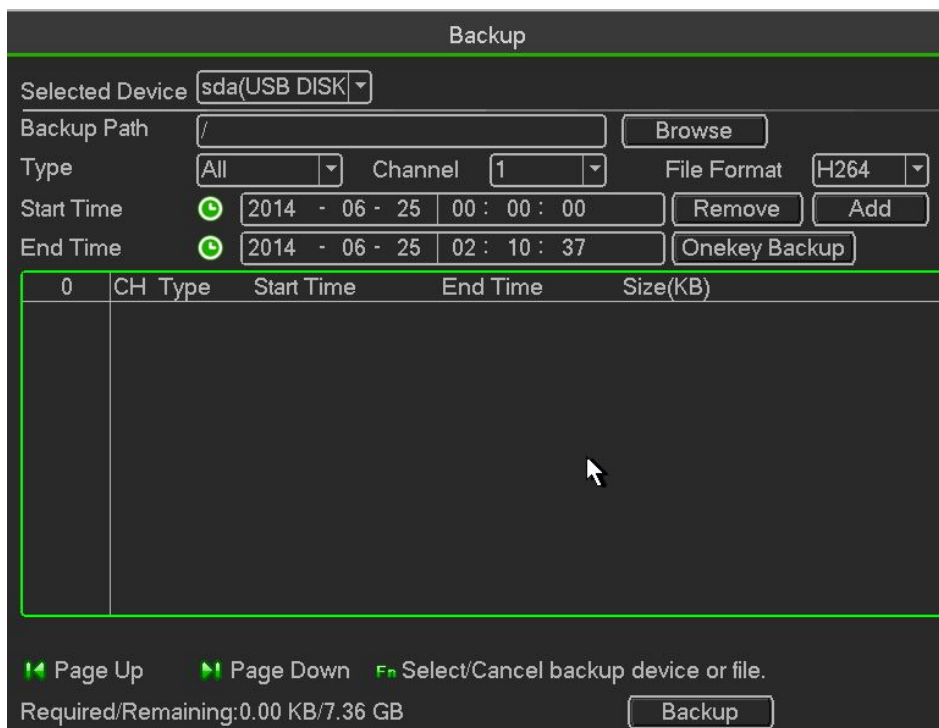 Backup
Selected Device sda(USB DISK
Backup Path / Browse
Type All Channel 1 File Format H264
Start Time 2014 - 06 - 25 00 : 00 : 00 Remove Add
End Time 2014 - 06 - 25 02 : 10 : 37 Onekey Backup
0 CH Type Start Time End Time Size(KB)
Page Up Page Down Fn Select/Cancel backup device or file.
Required/Remaining:0.00 KB/7.36 GB Backup